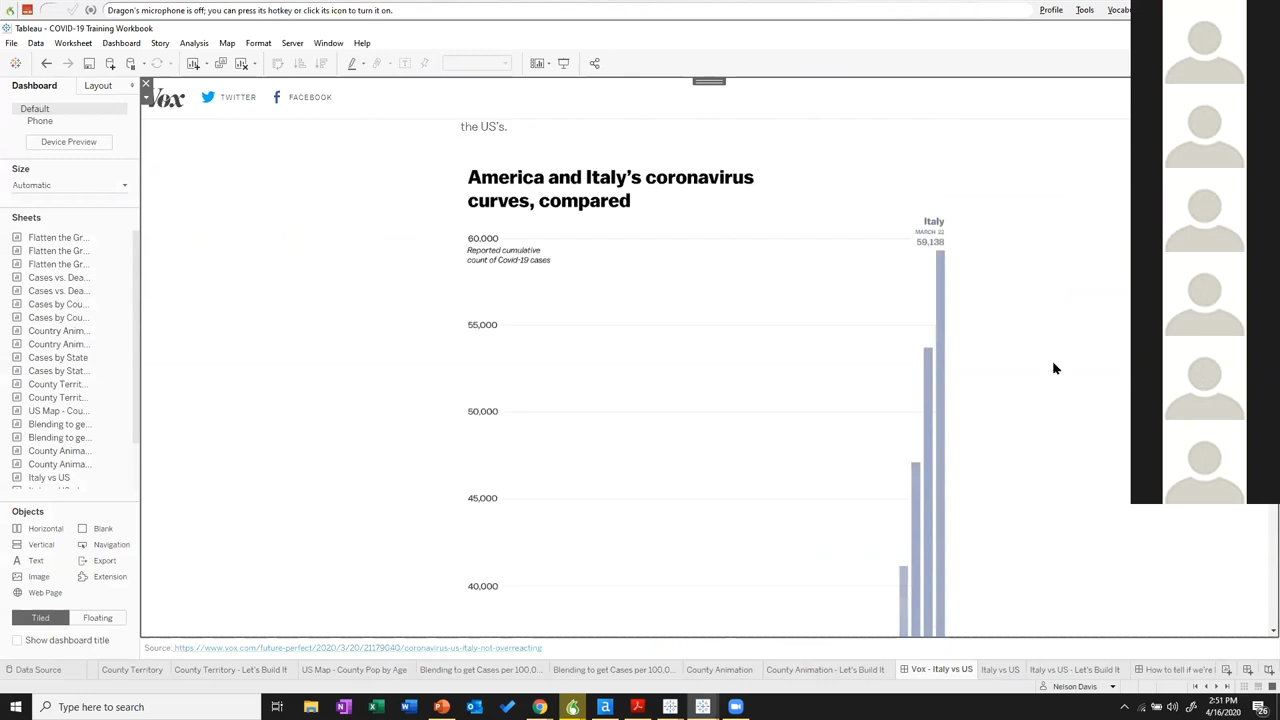 Dragon's microphone is off; you can press its hotkey or click its icon to turn it on.
Profile Tools Vocabu
Tableau - COVID-19 Training Workbook
File Data Worksheet Dashboard Story Analysis Map Format Server Window Help
Dashboard Layout
Default
Phone
Device Preview
Size
Automatic
Sheets
Flatten the Gr...
Flatten the Gr...
Flatten the Gr...
Cases vs. Dea...
Cases vs. Dea...
Cases by Cou...
Cases by Cou...
Country Anim...
Country Anim...
Cases by State
Cases by Stat...
County Territ...
County Territ...
US Map - Cou...
Blending to ge...
Blending to ge...
County Anima...
County Anima...
Italy vs US
Objects
Horizontal Blank
Vertical Navigation
Text Export
Image Extension
Web Page
Tiled Floating
Show dashboard title
Vox TWITTER FACEBOOK
the US's.
America and Italy's coronavirus
curves, compared
Italy
MARCH 22
59,138
60,000
Reported cumulative
count of Covid-19 cases
55,000
50,000
45,000
40,000
Source: https://www.vox.com/future-perfect/2020/3/20/21179040/coronavirus-us-italy-not-overreacting
Data Source County Territory County Territory - Let's Build It US Map - County Pop by Age Blending to get Cases per 100,0... Blending to get Cases per 100,0... County Animation County Animation - Let's Build It Vox - Italy vs US Italy vs US Italy vs US - Let's Build It How to tell if we're
Nelson Davis
Type here to search
2:51 PM
4/16/2020
26